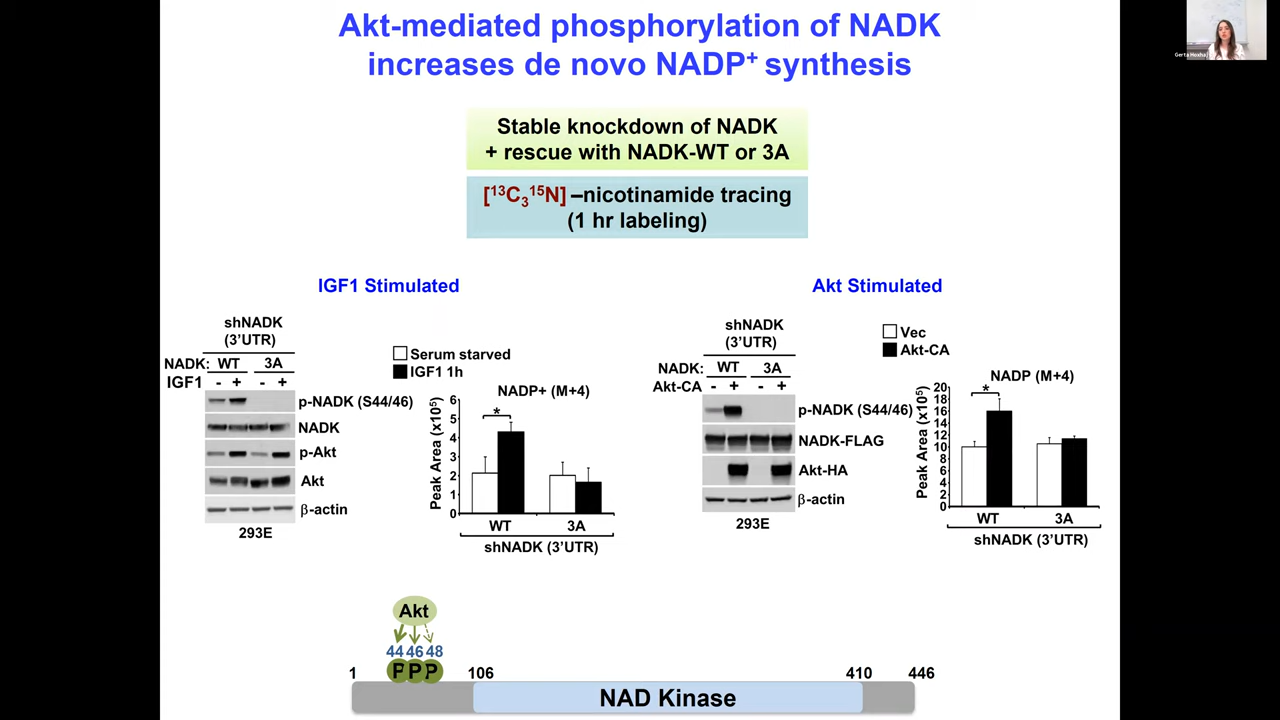 Akt-mediated phosphorylation of NADK
increases de novo NADP+ synthesis
Gerta Hoxhaj
Stable knockdown of NADK
+ rescue with NADK-WT or 3A
[13C315N] –nicotinamide tracing
(1 hr labeling)
IGF1 Stimulated
shNADK
(3'UTR)
NADK: WT 3A
IGF1 - + - +
p-NADK (S44/46)
NADK
p-Akt
Akt
β-actin
293E
Serum starved
IGF1 1h
NADP+ (M+4)
Peak Area (x105)
6
5
4
3
2
1
0
*
WT 3A
shNADK (3'UTR)
Akt Stimulated
shNADK
(3'UTR)
NADK: WT 3A
Akt-CA - + - +
p-NADK (S44/46)
NADK-FLAG
Akt-HA
β-actin
293E
Vec
Akt-CA
NADP (M+4)
Peak Area (x105)
20
18
16
14
12
10
8
6
4
2
0
*
WT 3A
shNADK (3'UTR)
Akt
44 46 48
P P P
1 106 410 446
NAD Kinase